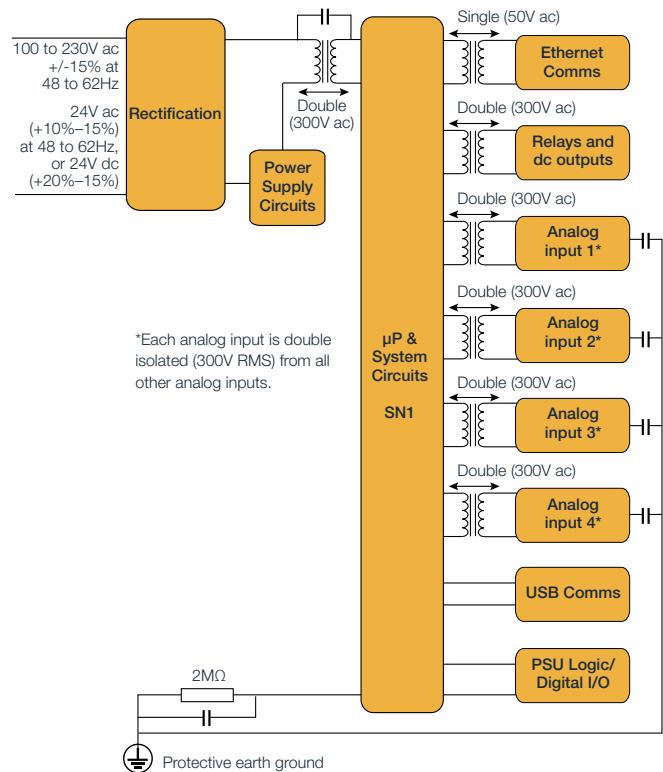 100 to 230V ac
+/-15% at
48 to 62Hz
24V ac
(+10%–15%)
at 48 to 62Hz,
or 24V dc
(+20%–15%)
Rectification
Double
(300V ac)
Power
Supply
Circuits
*Each analog input is double
isolated (300V RMS) from all
other analog inputs.
µP &
System
Circuits
SN1
Single (50V ac)
Ethernet
Comms
Double (300V ac)
Relays and
dc outputs
Double (300V ac)
Analog
input 1*
Double (300V ac)
Analog
input 2*
Double (300V ac)
Analog
input 3*
Double (300V ac)
Analog
input 4*
USB Comms
PSU Logic/
Digital I/O
2MΩ
Protective earth ground